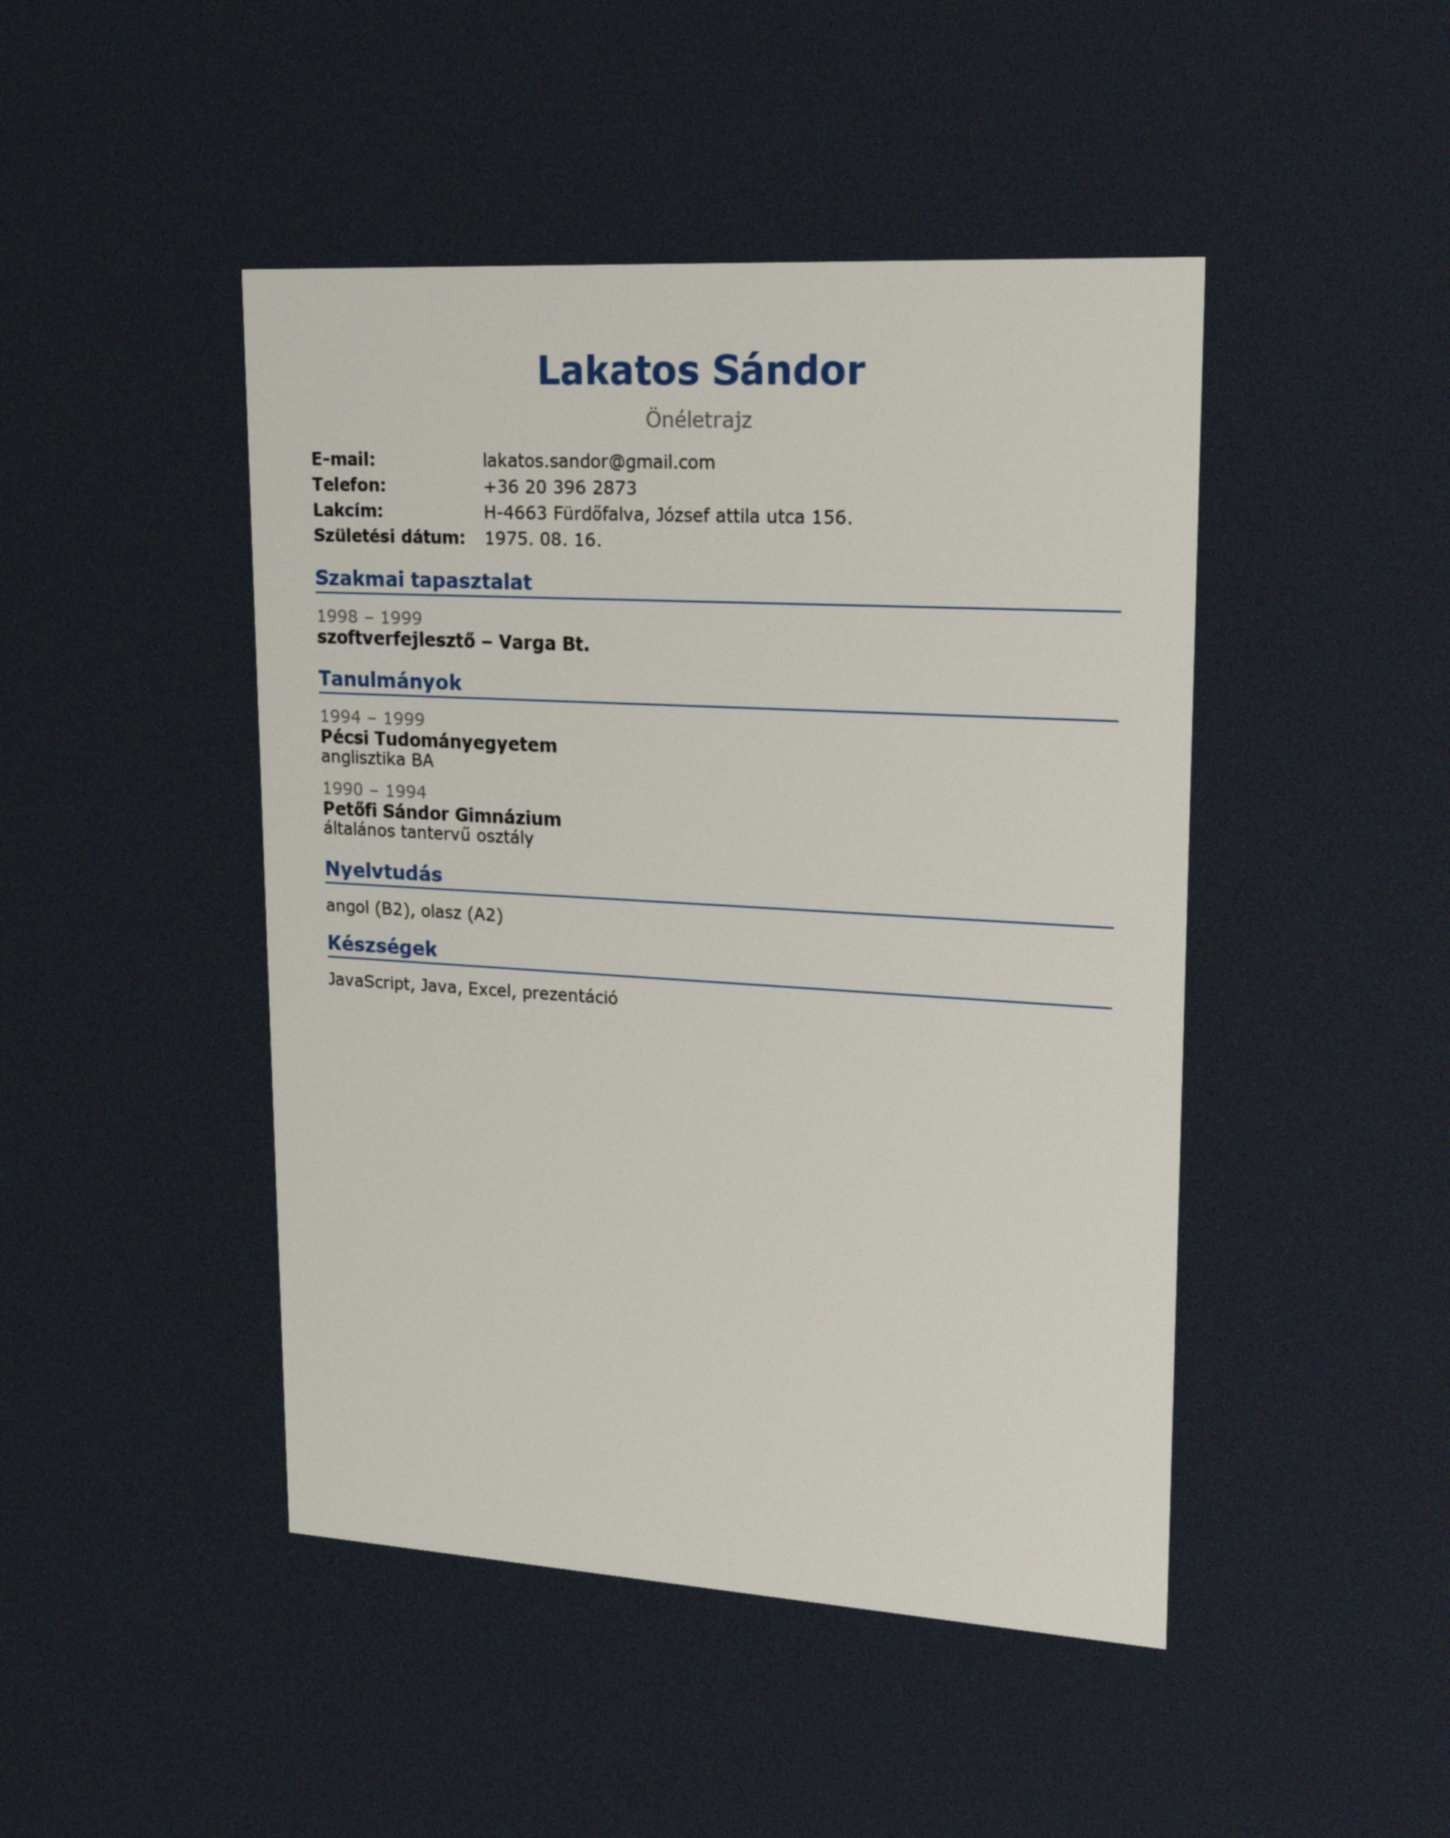 Lakatos Sándor
Önéletrajz
E-mail: lakatos.sandor@gmail.com
Telefon: +36 20 396 2873
Lakcím: H-4663 Fürdőfalva, József attila utca 156.
Születési dátum: 1975. 08. 16.
Szakmai tapasztalat
1998 – 1999
szoftverfejlesztő – Varga Bt.
Tanulmányok
1994 – 1999
Pécsi Tudományegyetem
anglisztika BA
1990 – 1994
Petőfi Sándor Gimnázium
általános tantervű osztály
Nyelvtudás
angol (B2), olasz (A2)
Készségek
JavaScript, Java, Excel, prezentáció